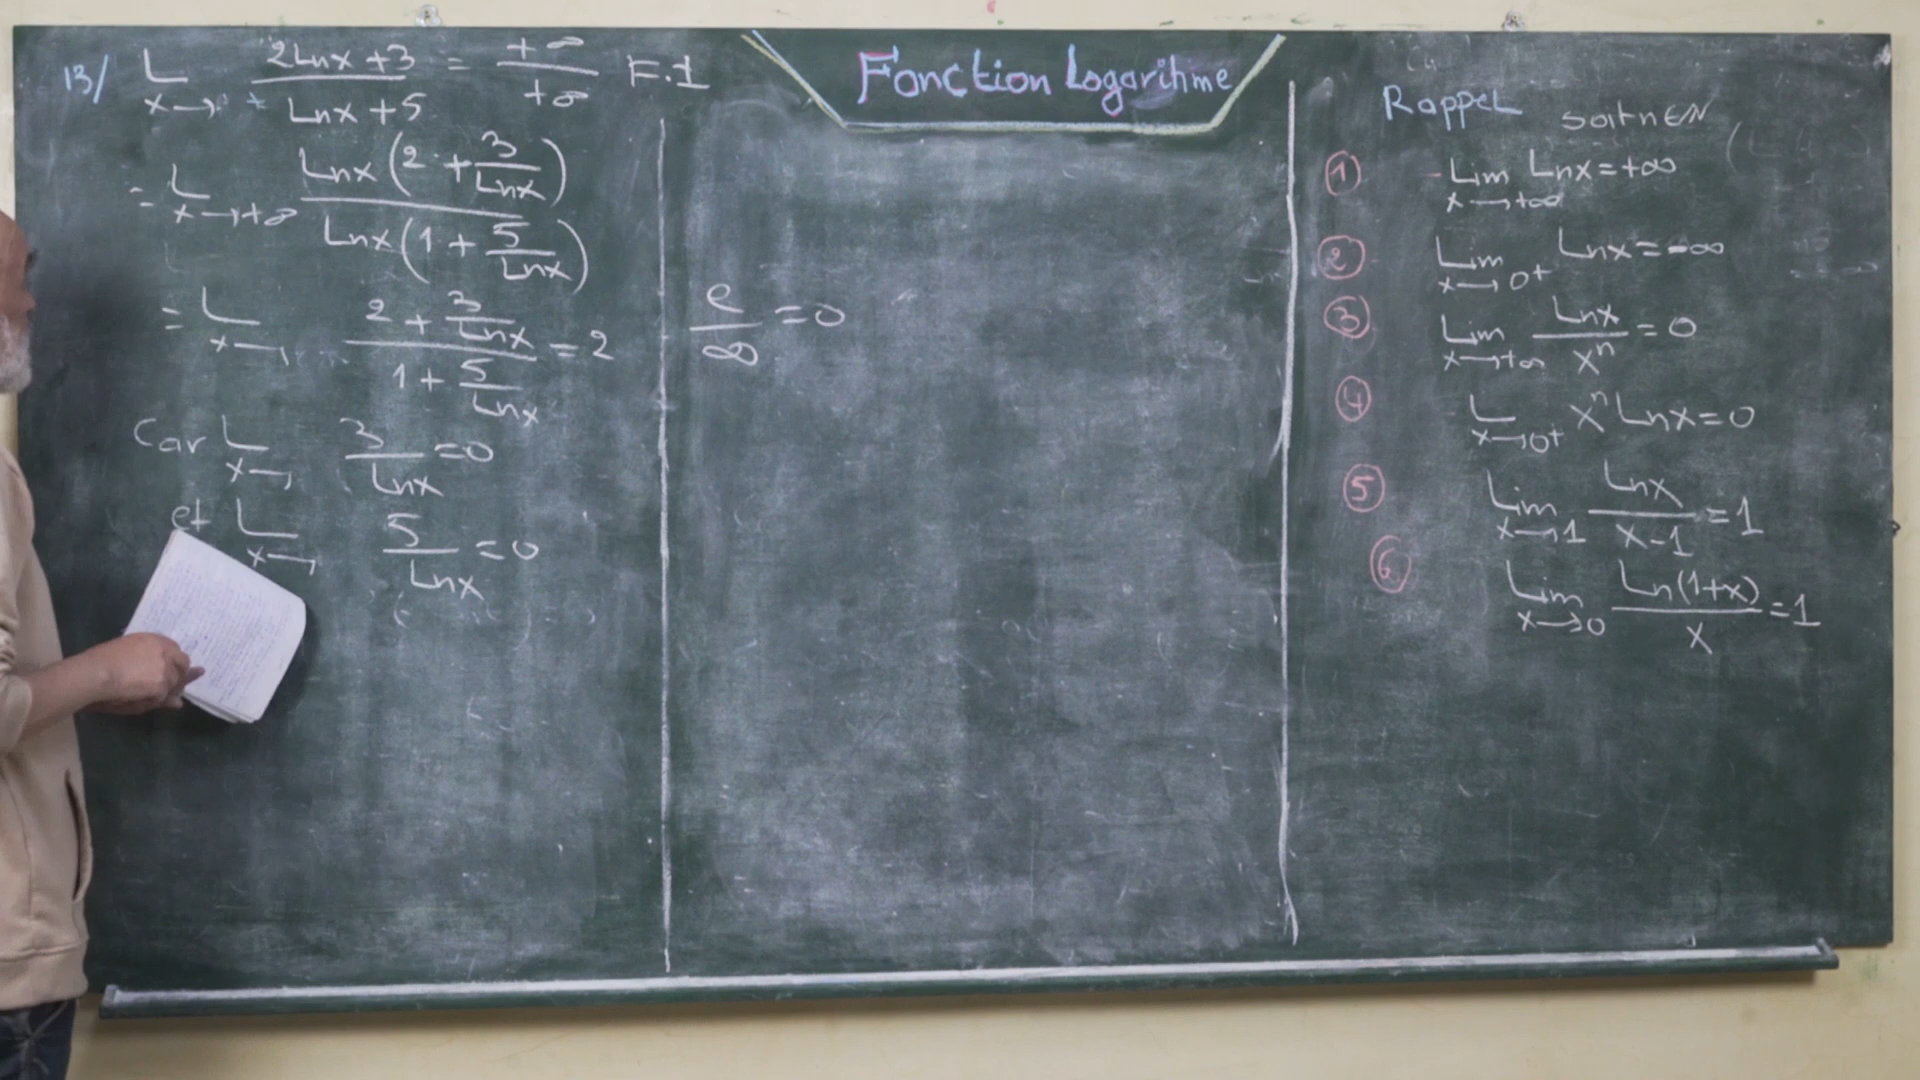 Fonction Logarithme
13/ L x→ (2Lnx+3)/(Lnx+5) = +∞/+∞ F.1
= L x→+∞ Lnx(2+3/Lnx)/Lnx(1+5/Lnx)
= L x→ (2+3/Lnx)/(1+5/Lnx) = 2
Car L x→ 3/Lnx = 0
et L x→ 5/Lnx = 0
e/∞ = 0
Rappel soit n∈N
① Lim x→+∞ Lnx = +∞
② Lim x→0+ Lnx = -∞
③ Lim x→+∞ Lnx/xⁿ = 0
④ L x→0+ xⁿLnx = 0
⑤ Lim x→1 Lnx/(x-1) = 1
⑥ Lim x→0 Ln(1+x)/x = 1